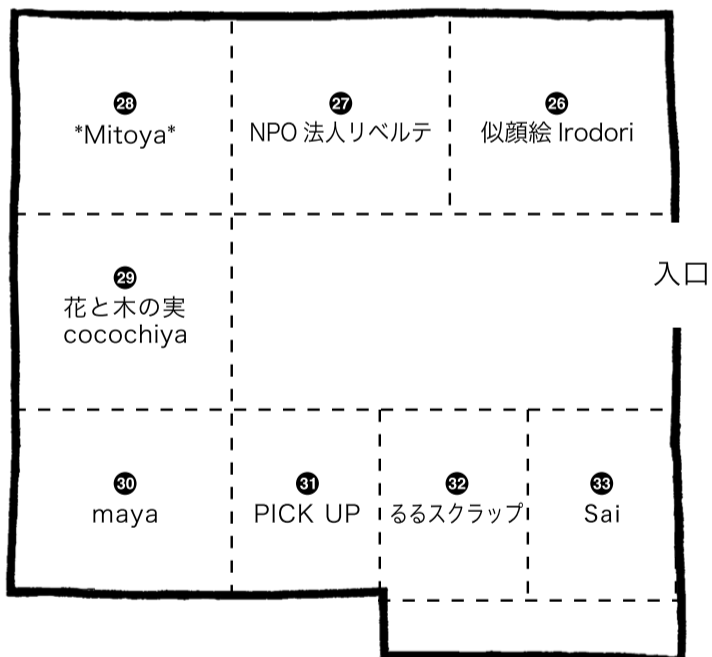 ㉘
*Mitoya*
㉗
NPO 法人リベルテ
㉖
似顔絵 Irodori
入口
㉙
花と木の実
cocochiya
㉚
maya
㉛
PICK UP
㉜
るるスクラップ
㉝
Sai